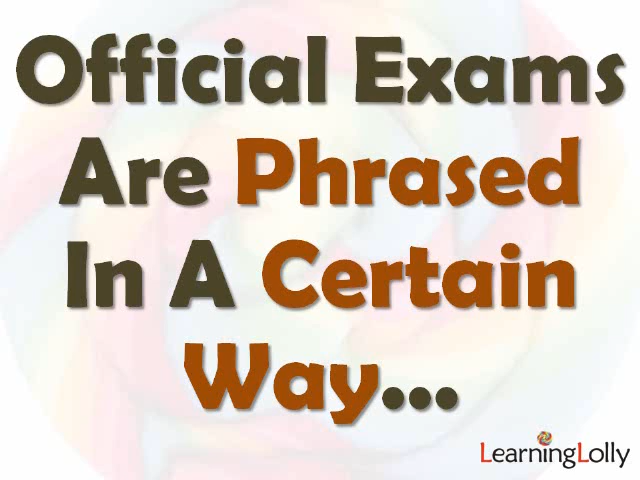 Official Exams
Are Phrased
In A Certain
Way...
LearningLolly